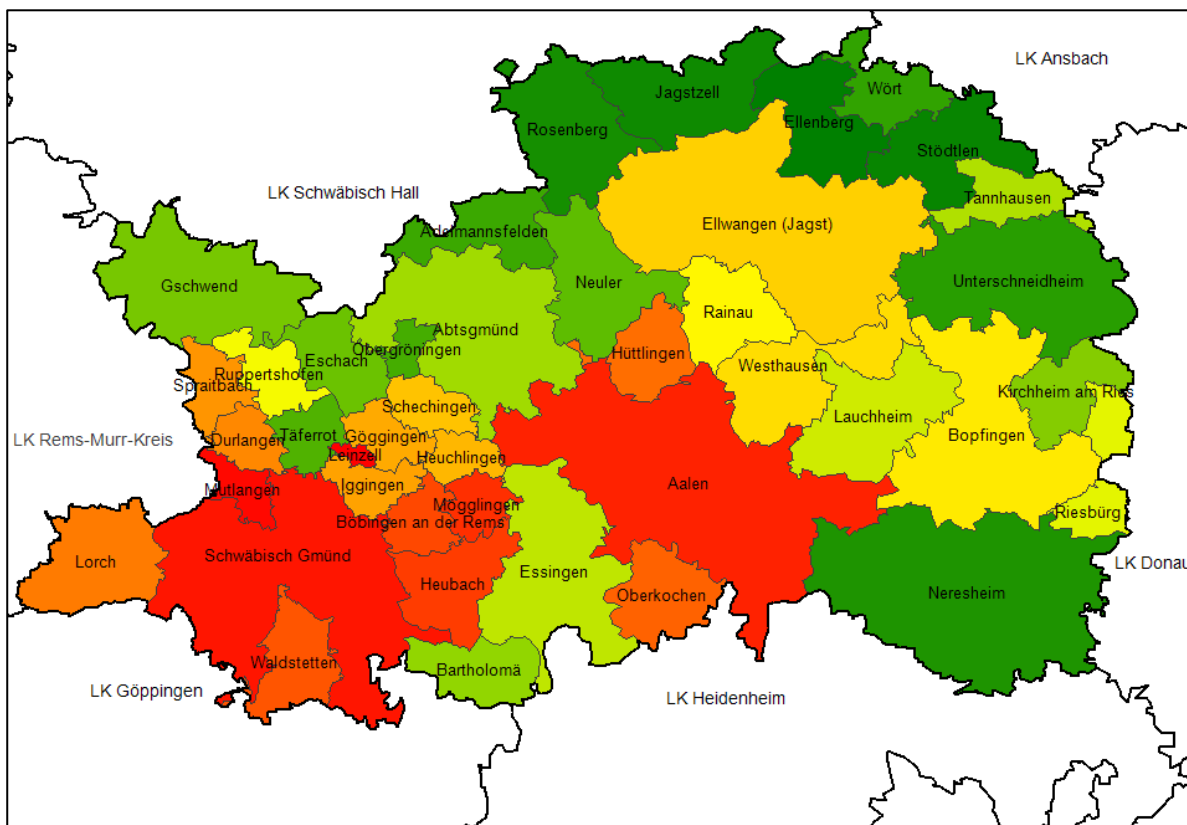 LK Ansbach
Wört
Jagstzell
Ellenberg
Rosenberg
Stödtlen
LK Schwäbisch Hall
Tannhausen
Ellwangen (Jagst)
Adelmannsfelden
Unterschneidheim
Neuler
Gschwend
Rainau
Abtsgmünd
Obergröningen
Hüttlingen
Eschach
Westhausen
Ruppertshofen
Spraitbach
Kirchheim am Ries
Schechingen
Lauchheim
Täferrot
Göggingen
Bopfingen
LK Rems-Murr-Kreis
Durlangen
Leinzell
Heuchlingen
Iggingen
Aalen
Mutlangen
Mögglingen
Riesbürg
Böbingen an der Rems
Schwäbisch Gmünd
Lorch
LK Donau
Essingen
Heubach
Neresheim
Oberkochen
Waldstetten
Bartholomä
LK Göppingen
LK Heidenheim